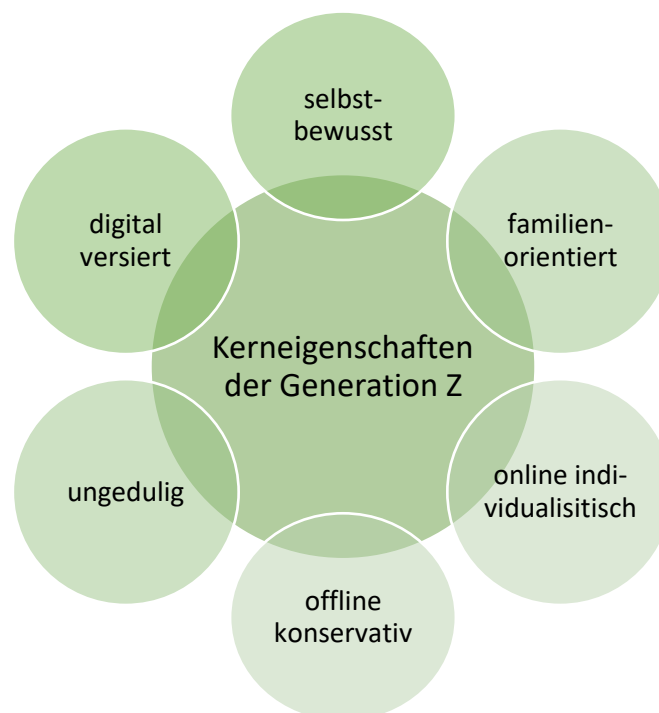 selbst-
bewusst
familien-
orientiert
digital
versiert
Kerneigenschaften
der Generation Z
online indi-
vidualisitisch
ungedulig
offline
konservativ